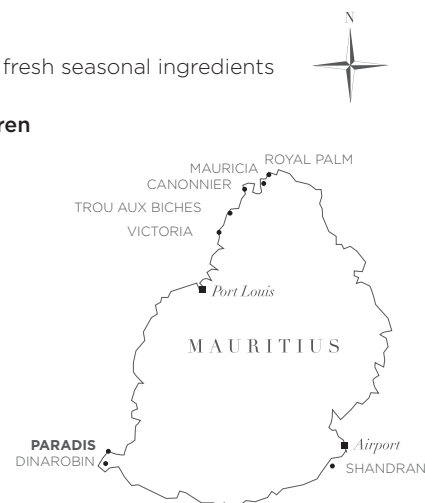 N
fresh seasonal ingredients
ren
ROYAL PALM
MAURICIA
CANONNIER
TROU AUX BICHES
VICTORIA
Port Louis
MAURITIUS
PARADIS
Airport
DINAROBIN
SHANDRAN